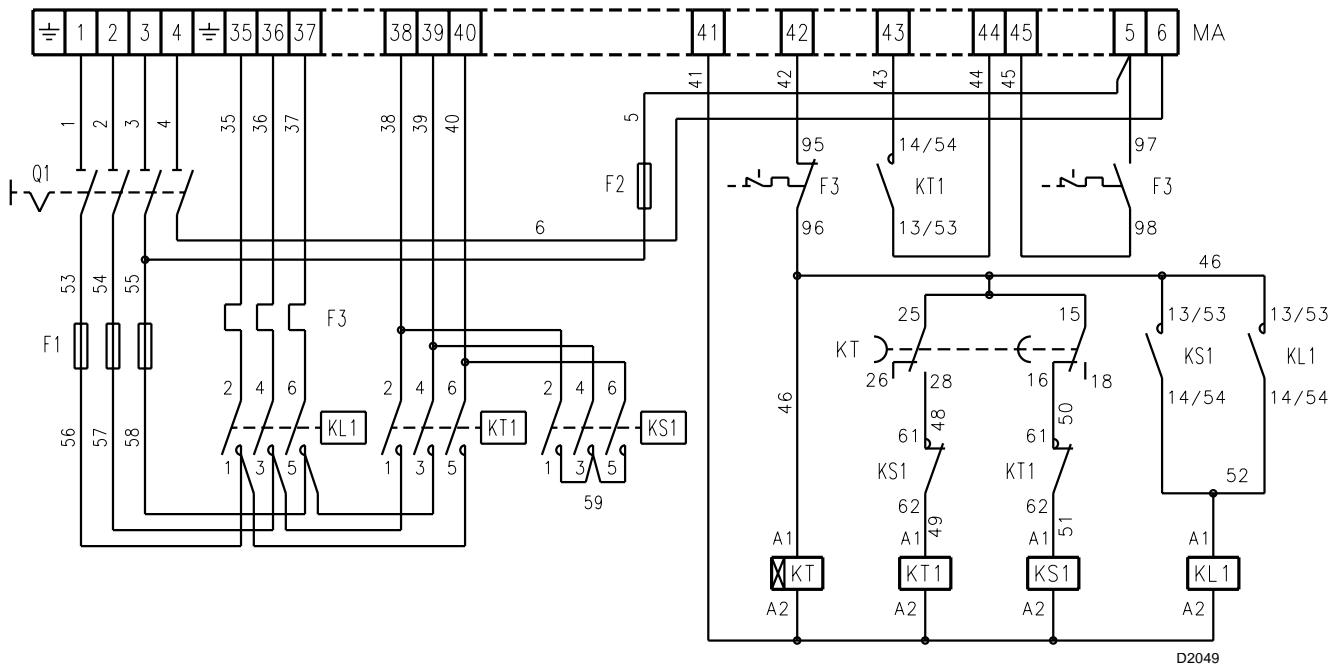 1 2 3 4 35 36 37 38 39 40 41 42 43 44 45 5 6 MA
1 2 3 4 35 36 37 38 39 40 5 41 42 43 44 45
Q1
F2
95 14/54 97
F3 KT1 F3
96 13/53 98
6
46
53 54 55
F3
25 15 13/53 13/53
F1
KT
KS1 KL1
26 28 16 18
2 4 6 2 4 6 2 4 6
14/54 14/54
46 48 50
56 57 58
KL1 KT1 KS1
61 61
1 3 5 1 3 5 1 3 5
KS1 KT1
52
59
62 62
49 51
A1 A1 A1 A1
KT KT1 KS1 KL1
A2 A2 A2 A2
D2049